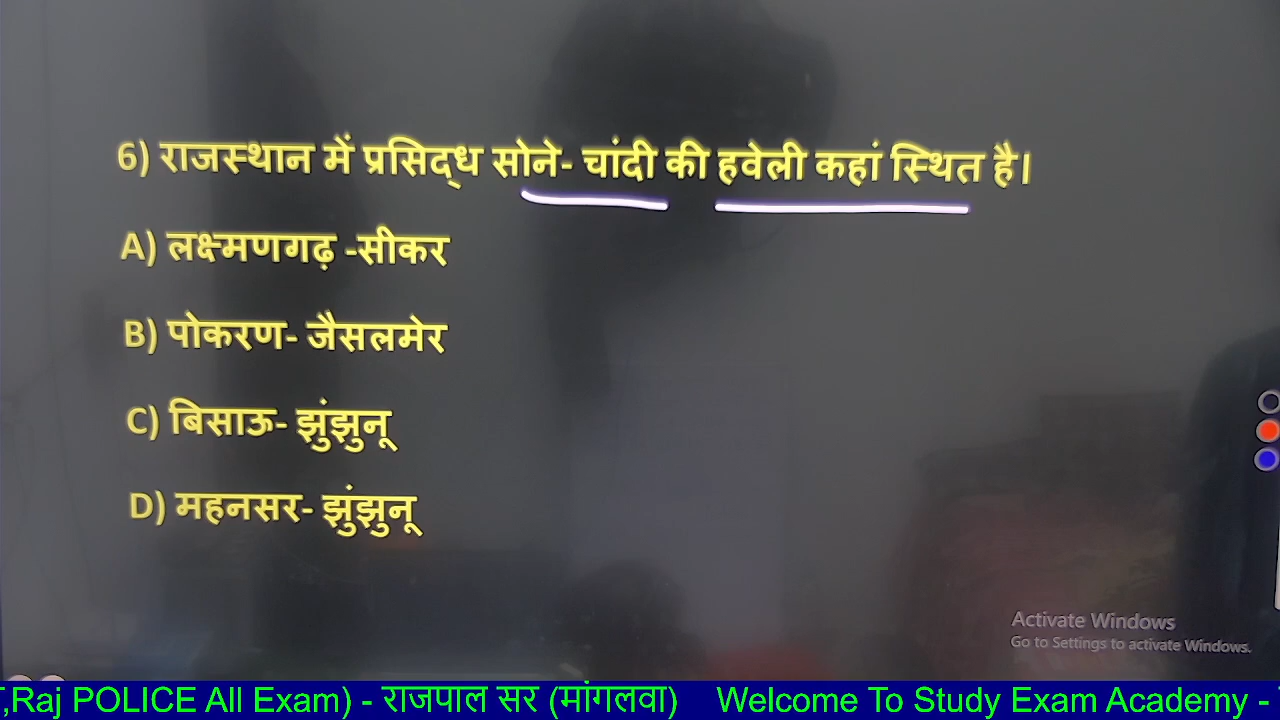 6) राजस्थान में प्रसिद्ध सोने- चांदी की हवेली कहां स्थित है।
A) लक्ष्मणगढ़ -सीकर
B) पोकरण- जैसलमेर
C) बिसाऊ- झुंझुनू
D) महनसर- झुंझुनू
Activate Windows
Go to Settings to activate Windows.
,Raj POLICE All Exam) - राजपाल सर (मांगलवा) Welcome To Study Exam Academy -